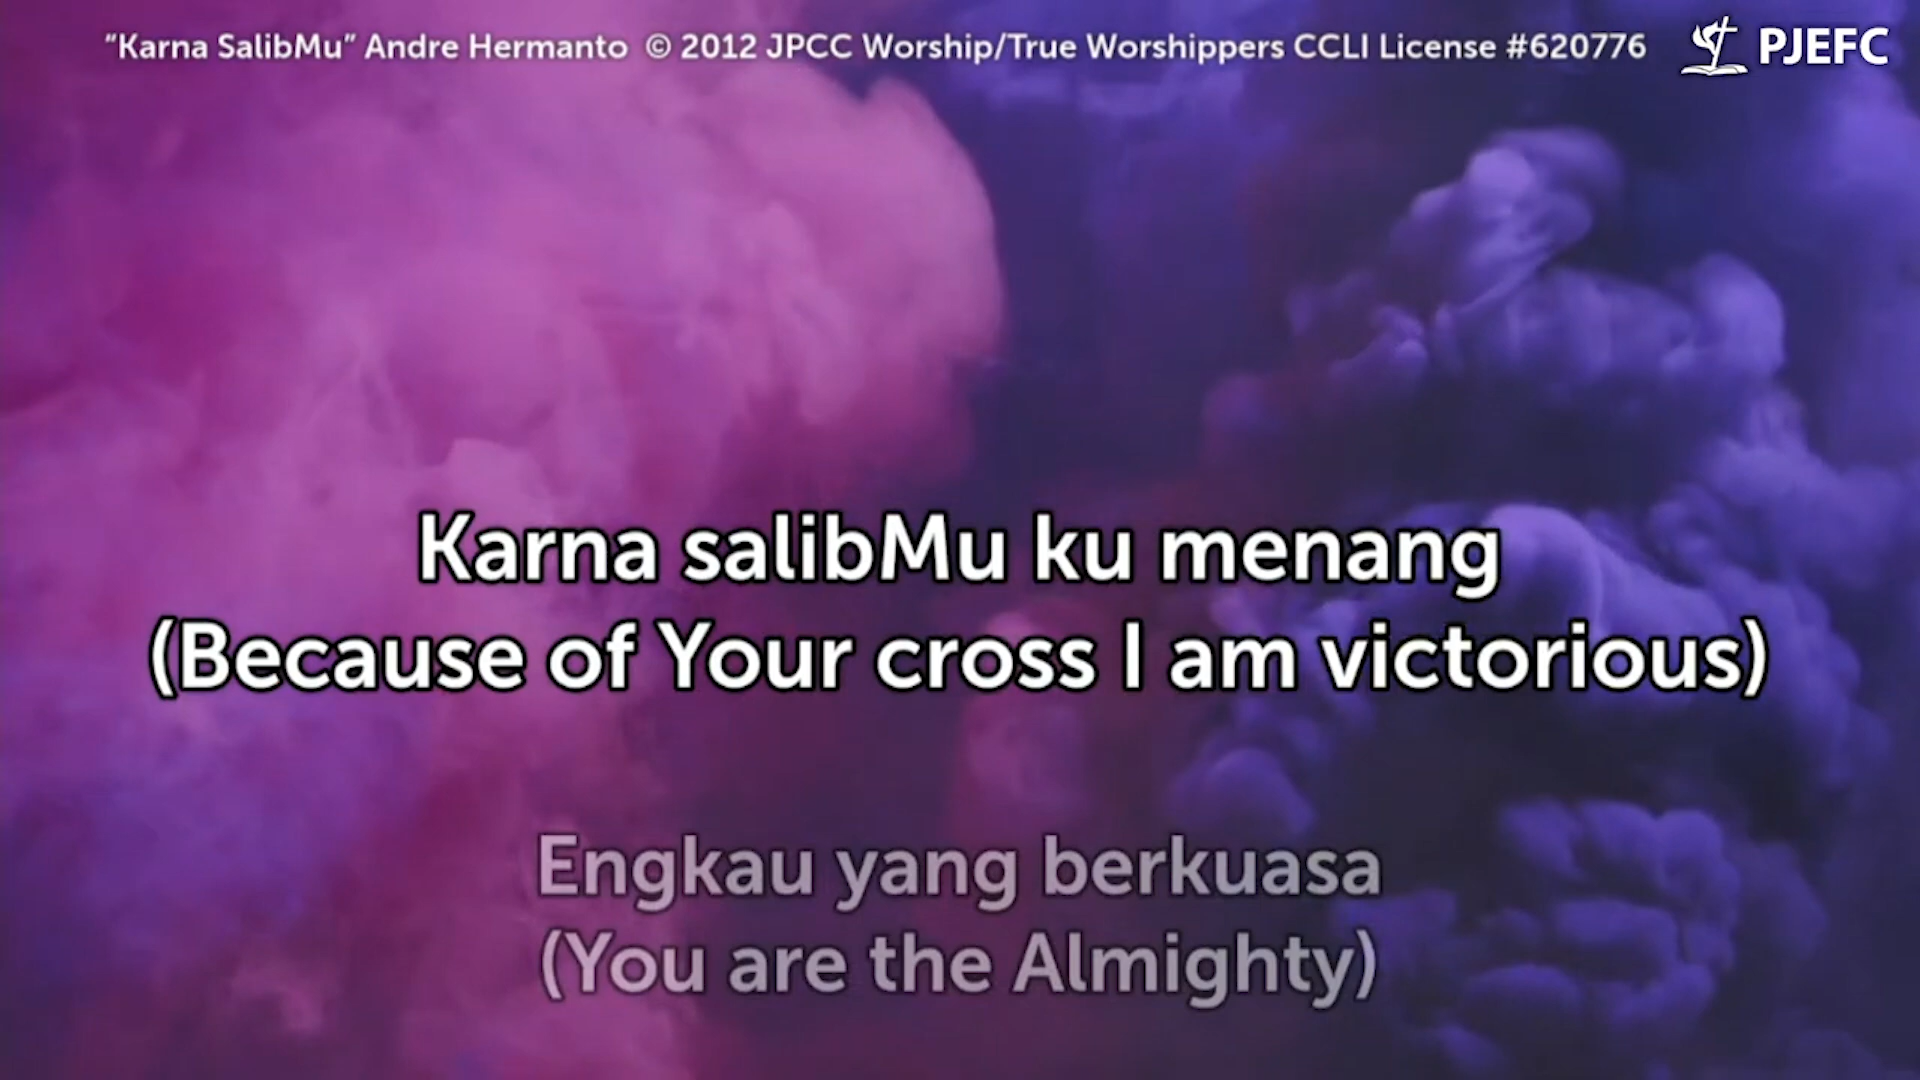 “Karna SalibMu” Andre Hermanto © 2012 JPCC Worship/True Worshippers CCLI License #620776
PJEFC
Karna salibMu ku menang
(Because of Your cross I am victorious)
Engkau yang berkuasa
(You are the Almighty)